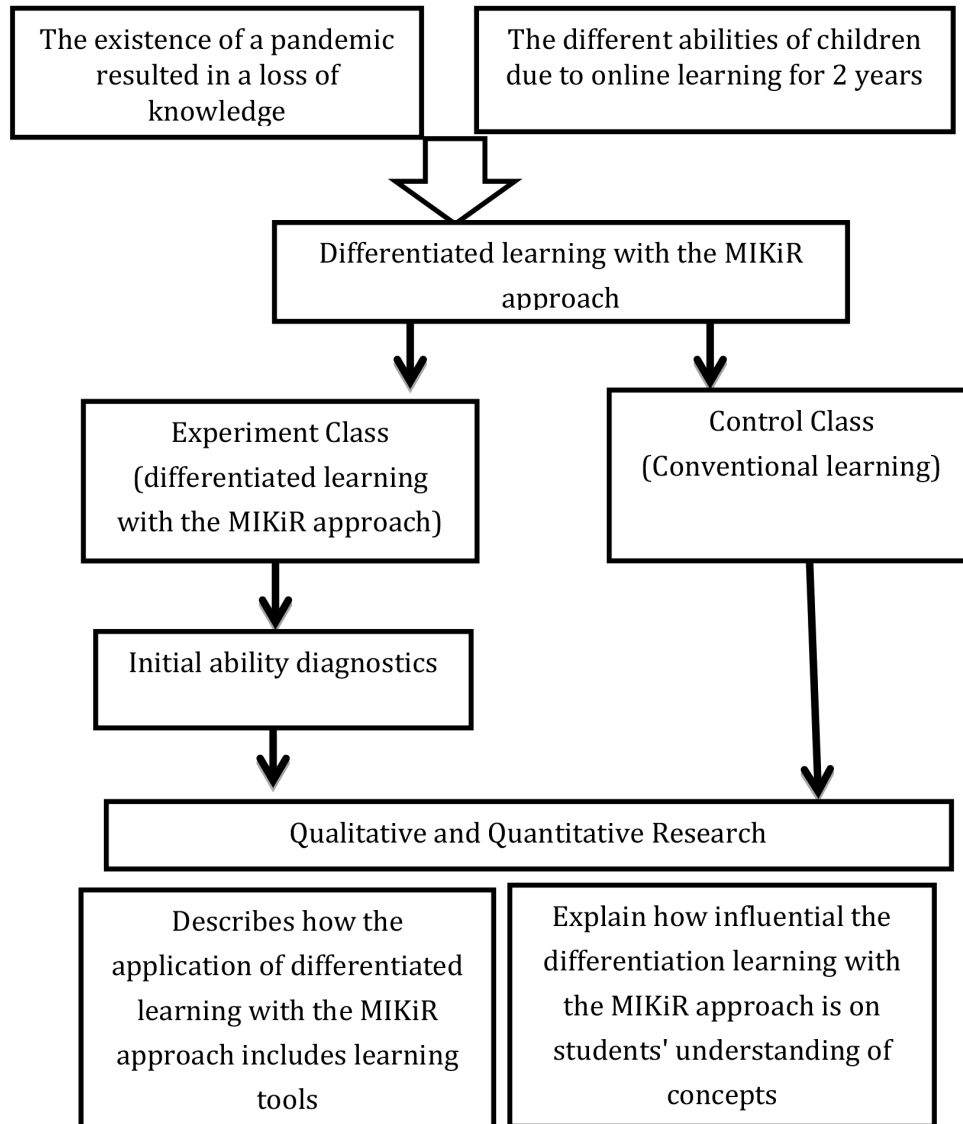 The existence of a pandemic
resulted in a loss of
knowledge
The different abilities of children
due to online learning for 2 years
Differentiated learning with the MIKiR
approach
Experiment Class
(differentiated learning
with the MIKiR approach)
Control Class
(Conventional learning)
Initial ability diagnostics
Qualitative and Quantitative Research
Describes how the
application of differentiated
learning with the MIKiR
approach includes learning
tools
Explain how influential the
differentiation learning with
the MIKiR approach is on
students' understanding of
concepts